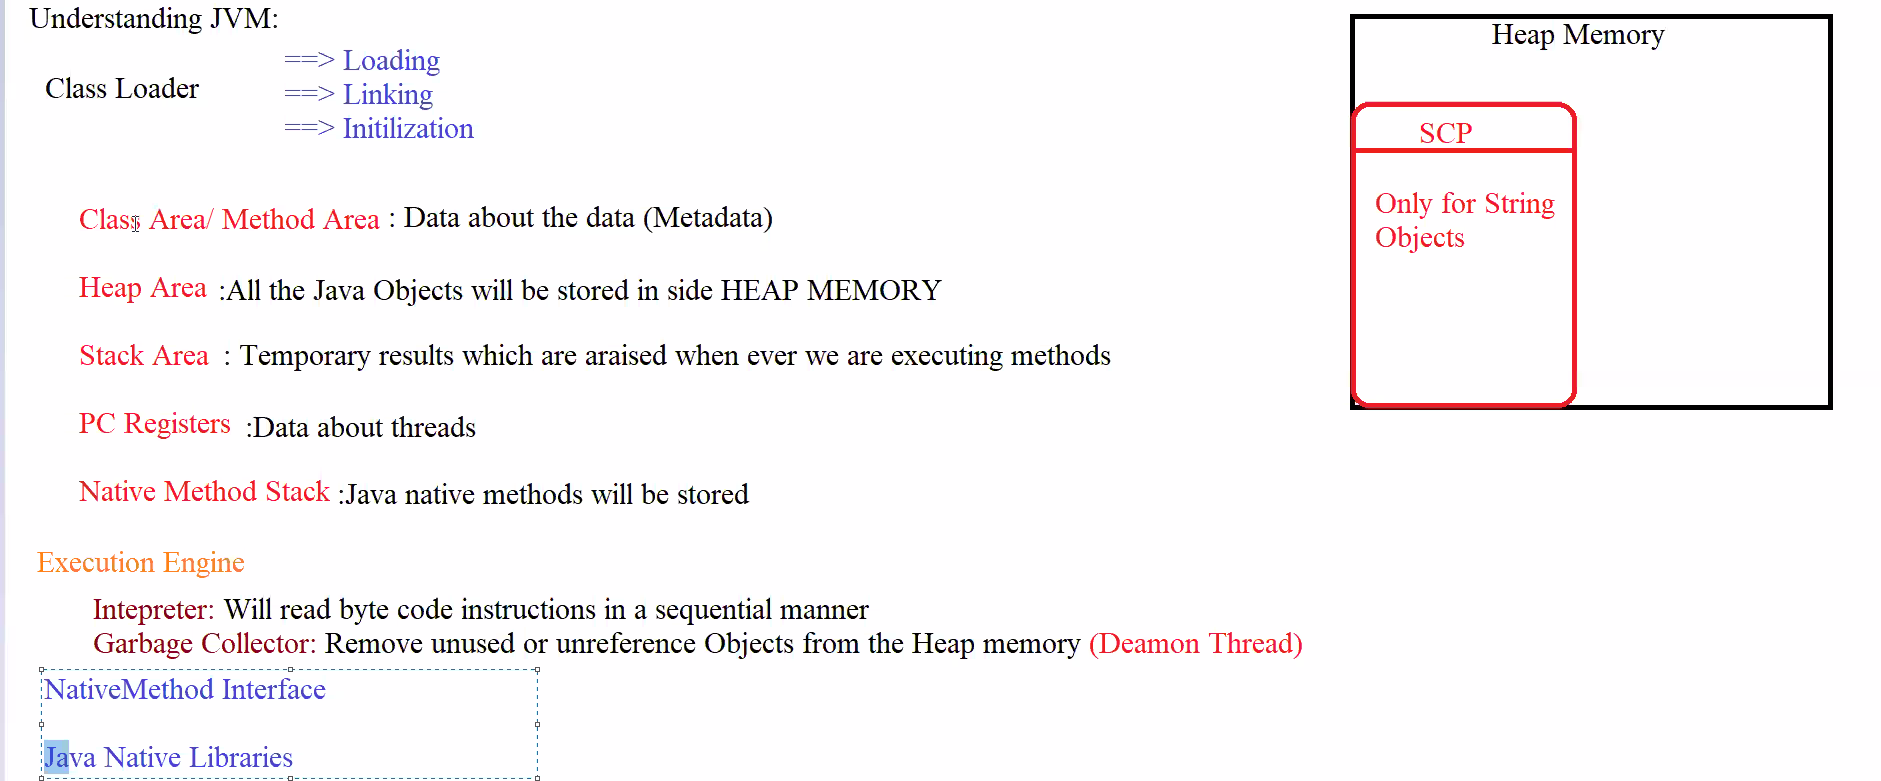 Understanding JVM:
Class Loader
==> Loading
==> Linking
==> Initilization
Class Area/ Method Area : Data about the data (Metadata)
Heap Area :All the Java Objects will be stored in side HEAP MEMORY
Stack Area : Temporary results which are araised when ever we are executing methods
PC Registers :Data about threads
Native Method Stack :Java native methods will be stored
Execution Engine
Intepreter: Will read byte code instructions in a sequential manner
Garbage Collector: Remove unused or unreference Objects from the Heap memory (Deamon Thread)
NativeMethod Interface
Java Native Libraries
Heap Memory
SCP
Only for String
Objects